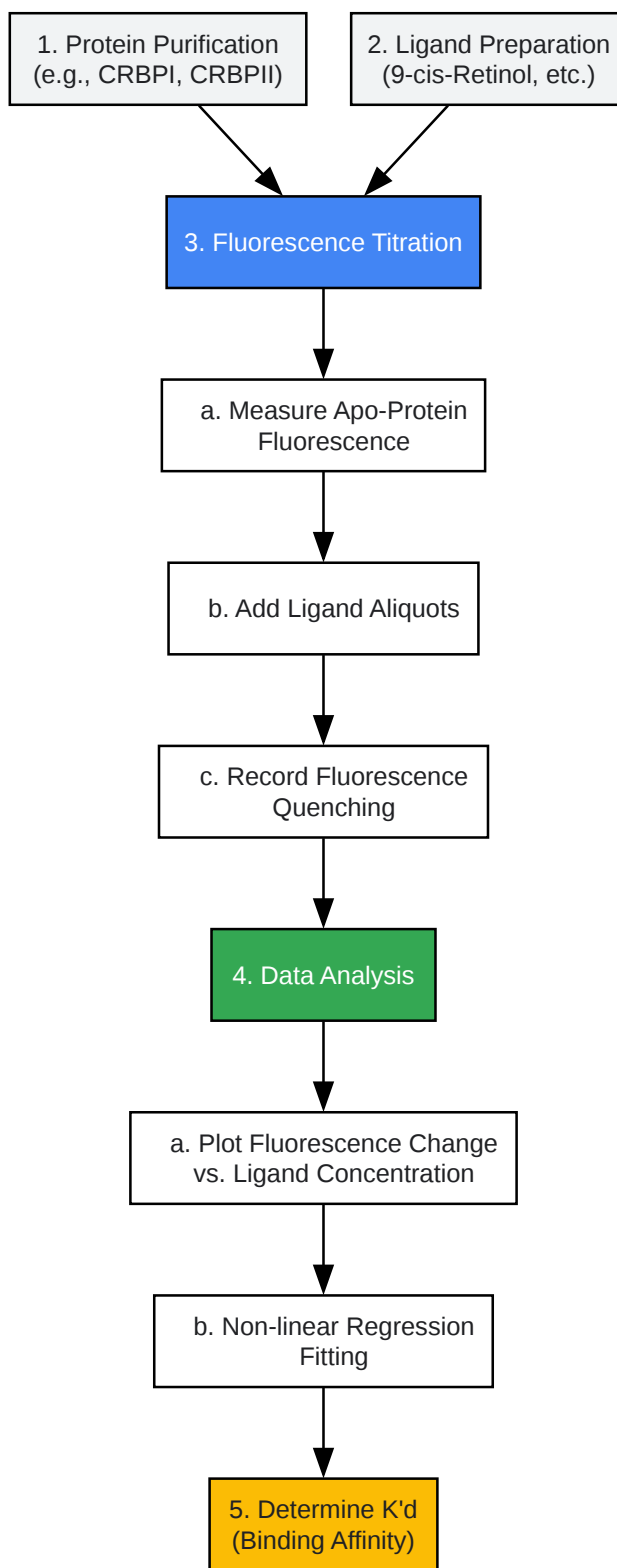 1. Protein Purification
(e.g., CRBPI, CRBPII)
2. Ligand Preparation
(9-cis-Retinol, etc.)
3. Fluorescence Titration
a. Measure Apo-Protein
Fluorescence
b. Add Ligand Aliquots
c. Record Fluorescence
Quenching
4. Data Analysis
a. Plot Fluorescence Change
vs. Ligand Concentration
b. Non-linear Regression
Fitting
5. Determine K'd
(Binding Affinity)